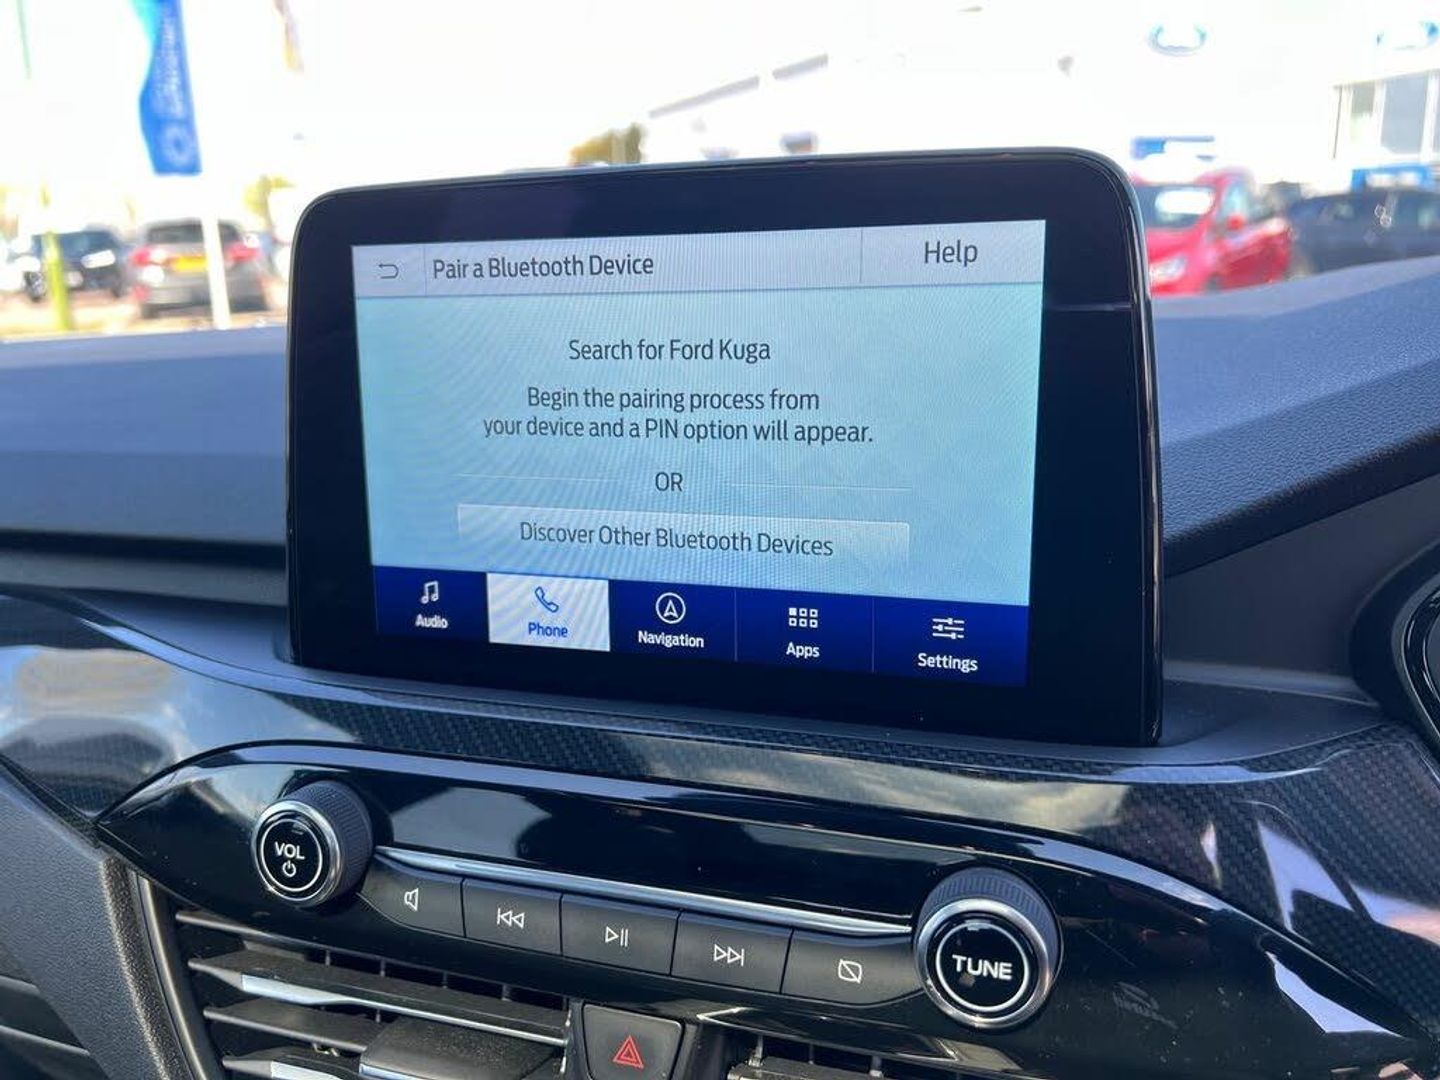 Pair a Bluetooth Device
Help
Search for Ford Kuga
Begin the pairing process from
your device and a PIN option will appear.
OR
Discover Other Bluetooth Devices
Audio
Phone
Navigation
Apps
Settings
VOL
TUNE